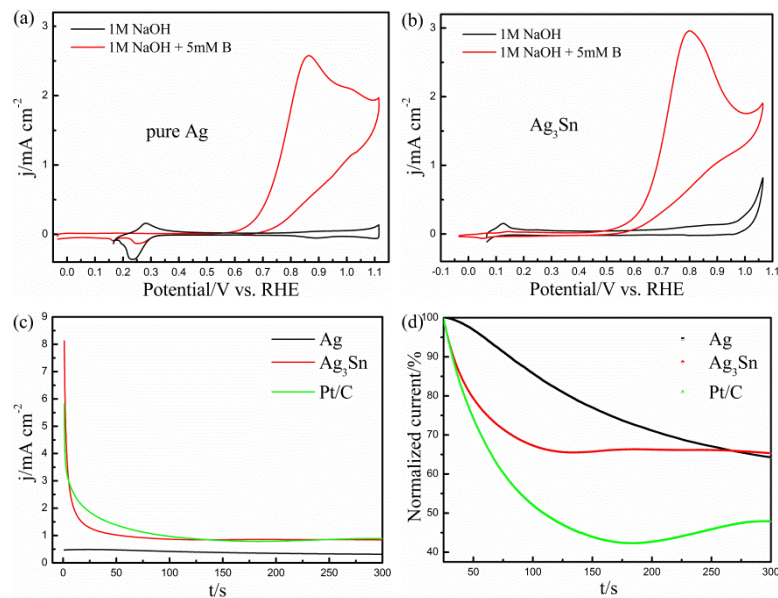 (a)
1M NaOH
1M NaOH + 5mM B
pure Ag
j/mA cm-2
3
2
1
0
0.0 0.1 0.2 0.3 0.4 0.5 0.6 0.7 0.8 0.9 1.0 1.1
Potential/V vs. RHE
(b)
1M NaOH
1M NaOH + 5mM B
Ag3Sn
j/mA cm-2
3
2
1
0
-0.1 0.0 0.1 0.2 0.3 0.4 0.5 0.6 0.7 0.8 0.9 1.0 1.1
Potential/V vs. RHE
(c)
Ag
Ag3Sn
Pt/C
j/mA cm-2
9
8
7
6
5
4
3
2
1
0
0 50 100 150 200 250 300
t/s
(d)
Ag
Ag3Sn
Pt/C
Normalized current/%
100
90
80
70
60
50
40
50 100 150 200 250 300
t/s